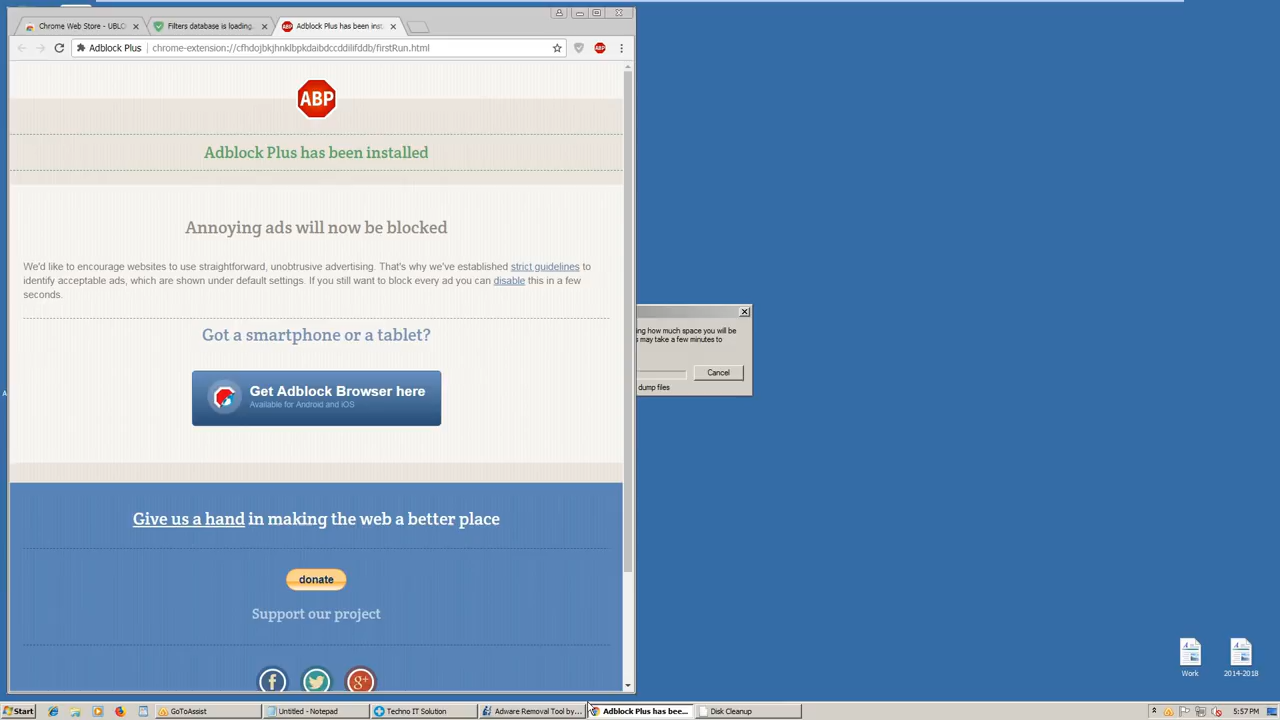 Chrome Web Store - UBLO
Filters database is loading
Adblock Plus has been inst
Adblock Plus
chrome-extension://cfhdojbkjhnklbpkdaibdccddilifddb/firstRun.html
ABP
ABP
Adblock Plus has been installed
Annoying ads will now be blocked
We'd like to encourage websites to use straightforward, unobtrusive advertising. That's why we've established strict guidelines to
identify acceptable ads, which are shown under default settings. If you still want to block every ad you can disable this in a few
seconds.
Got a smartphone or a tablet?
Get Adblock Browser here
Available for Android and iOS
ing how much space you will be
s may take a few minutes to
Cancel
dump files
Give us a hand in making the web a better place
donate
Support our project
Work
2014-2018
Start
GoToAssist
Untitled - Notepad
Techno IT Solution
Adware Removal Tool by...
Adblock Plus has bee...
Disk Cleanup
5:57 PM